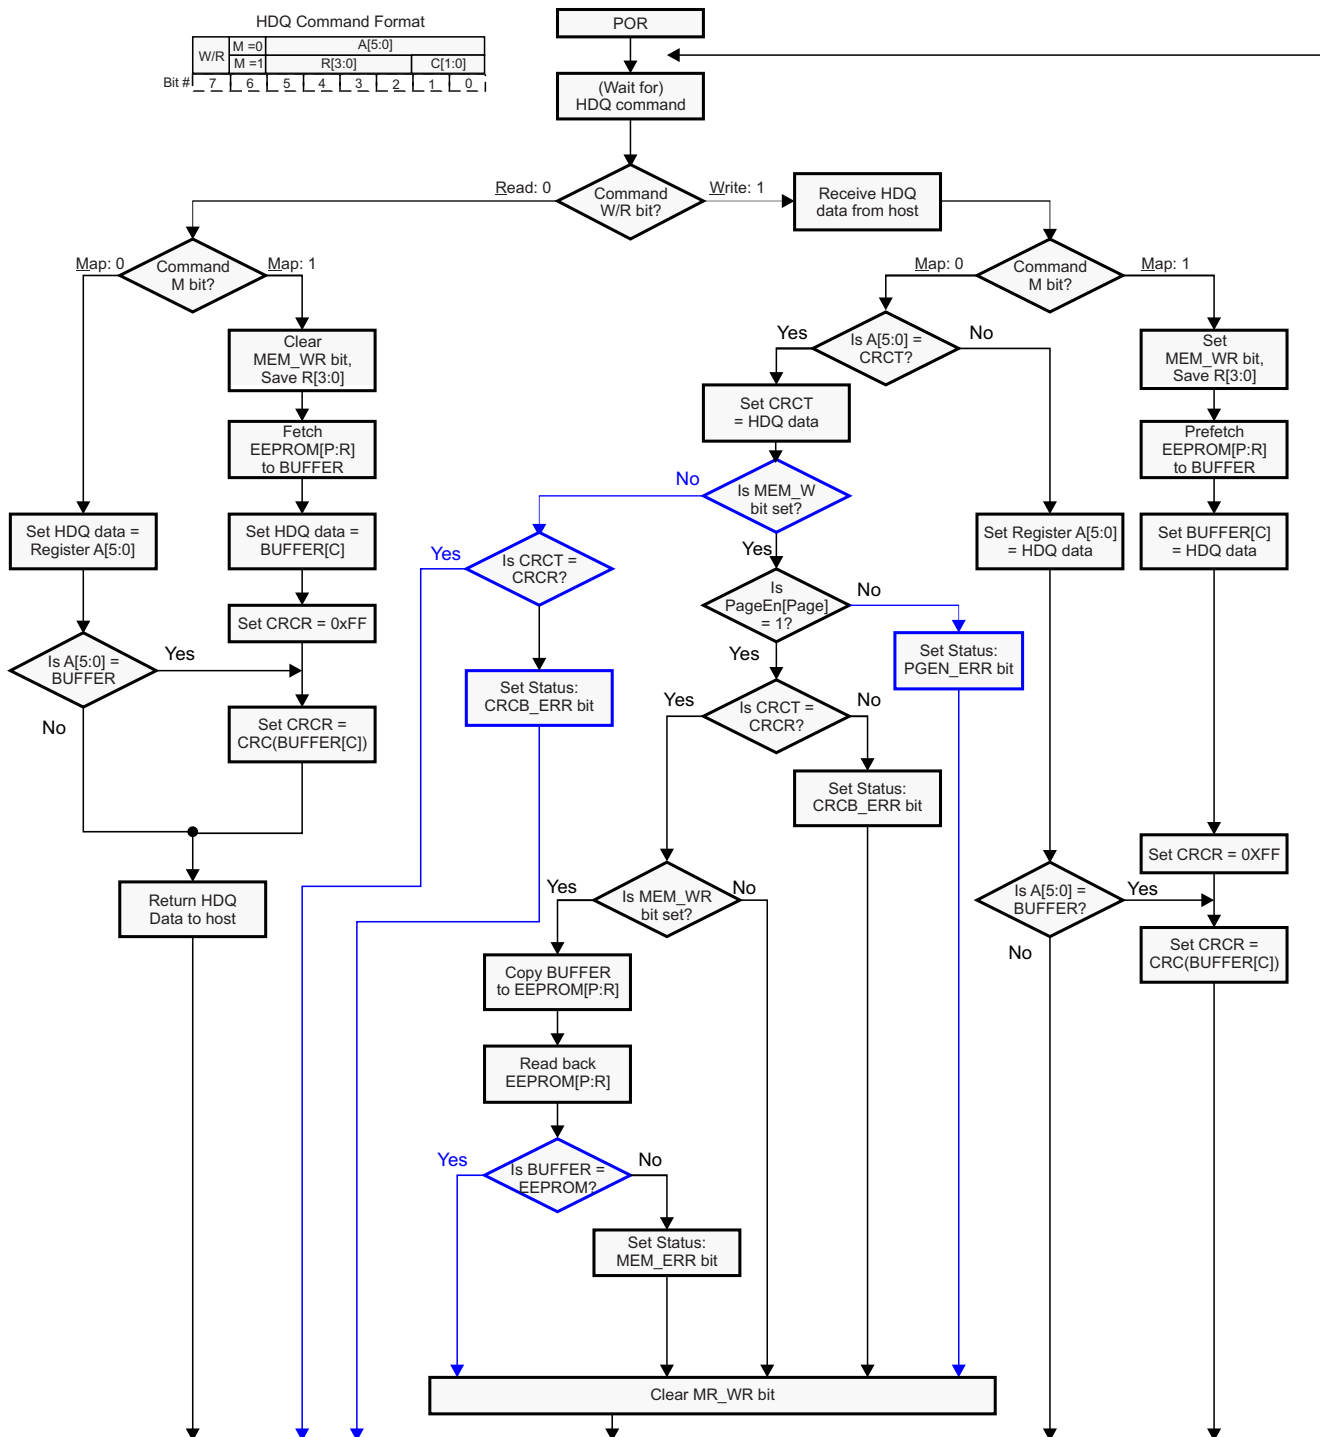 HDQ Command Format
W/R
M =0
A[5:0]
M =1
R[3:0]
C[1:0]
Bit #
7 6 5 4 3 2 1 0
POR
(Wait for)
HDQ command
Read: 0
Command
W/R bit?
Write: 1
Receive HDQ
data from host
Map: 0
Command
M bit?
Map: 1
Map: 0
Command
M bit?
Map: 1
Clear
MEM_WR bit,
Save R[3:0]
Yes
Is A[5:0] =
CRCT?
No
Set
MEM_WR bit,
Save R[3:0]
Set CRCT
= HDQ data
Fetch
EEPROM[P:R]
to BUFFER
Prefetch
EEPROM[P:R]
to BUFFER
No
Is MEM_W
bit set?
Set HDQ data =
Register A[5:0]
Set HDQ data =
BUFFER[C]
Set Register A[5:0]
= HDQ data
Set BUFFER[C]
= HDQ data
Yes
Is CRCT =
CRCR?
Yes
Is
PageEn[Page]
= 1?
No
Set CRCR = 0xFF
Set Status:
PGEN_ERR bit
Is A[5:0] =
BUFFER
Yes
Yes
Set Status:
CRCB_ERR bit
Yes
Is CRCT =
CRCR?
No
No
Set CRCR =
CRC(BUFFER[C])
Set Status:
CRCB_ERR bit
Set CRCR = 0XFF
Return HDQ
Data to host
Yes
Is MEM_WR
bit set?
No
Is A[5:0] =
BUFFER?
Yes
No
Set CRCR =
CRC(BUFFER[C])
Copy BUFFER
to EEPROM[P:R]
Read back
EEPROM[P:R]
Yes
Is BUFFER =
EEPROM?
No
Set Status:
MEM_ERR bit
Clear MR_WR bit